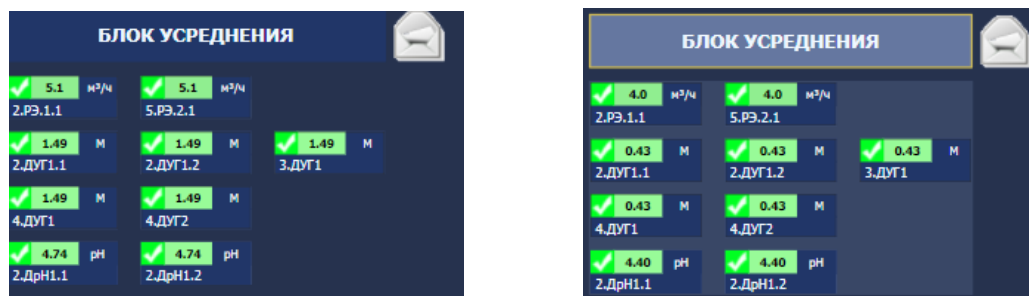 БЛОК УСРЕДНЕНИЯ
5.1 м³/ч 5.1 м³/ч
2.РЭ.1.1 5.РЭ.2.1
1.49 М 1.49 М 1.49 М
2.ДУГ1.1 2.ДУГ1.2 3.ДУГ1
1.49 М 1.49 М
4.ДУГ1 4.ДУГ2
4.74 pH 4.74 pH
2.ДрН1.1 2.ДрН1.2
БЛОК УСРЕДНЕНИЯ
4.0 м³/ч 4.0 м³/ч
2.РЭ.1.1 5.РЭ.2.1
0.43 М 0.43 М 0.43 М
2.ДУГ1.1 2.ДУГ1.2 3.ДУГ1
0.43 М 0.43 М
4.ДУГ1 4.ДУГ2
4.40 pH 4.40 pH
2.ДрН1.1 2.ДрН1.2